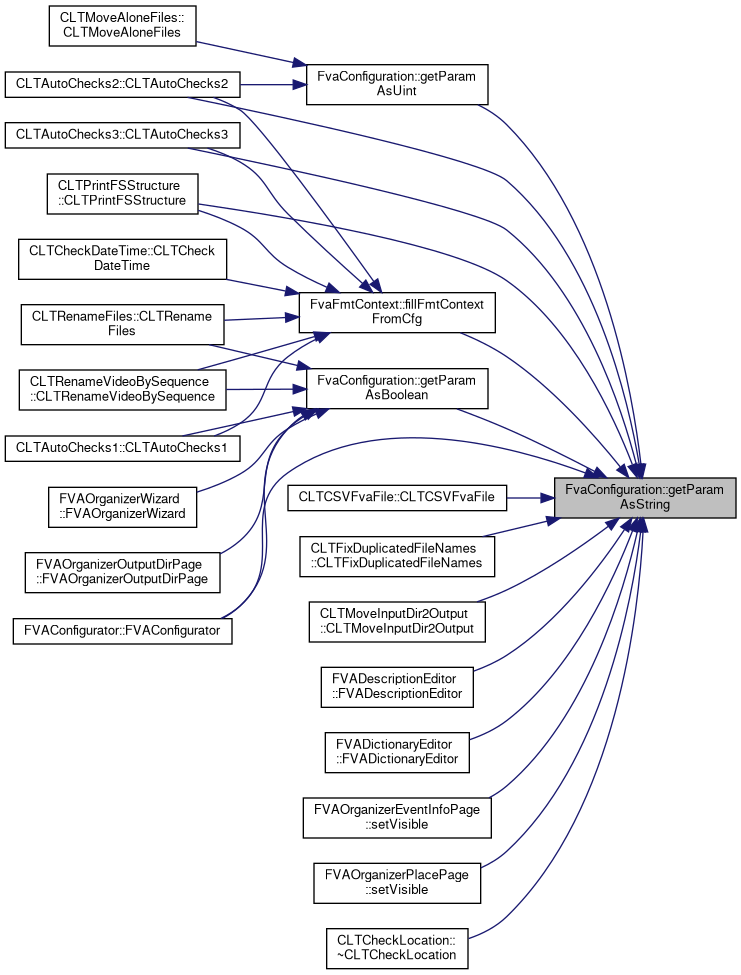 CLTMoveAloneFiles::
CLTMoveAloneFiles
CLTAutoChecks2::CLTAutoChecks2
CLTAutoChecks3::CLTAutoChecks3
CLTPrintFSStructure
::CLTPrintFSStructure
CLTCheckDateTime::CLTCheck
DateTime
CLTRenameFiles::CLTRename
Files
CLTRenameVideoBySequence
::CLTRenameVideoBySequence
CLTAutoChecks1::CLTAutoChecks1
FVAOrganizerWizard
::FVAOrganizerWizard
FVAOrganizerOutputDirPage
::FVAOrganizerOutputDirPage
FVAConfigurator::FVAConfigurator
FvaConfiguration::getParam
AsUint
FvaFmtContext::fillFmtContext
FromCfg
FvaConfiguration::getParam
AsBoolean
CLTCSVFvaFile::CLTCSVFvaFile
CLTFixDuplicatedFileNames
::CLTFixDuplicatedFileNames
CLTMoveInputDir2Output
::CLTMoveInputDir2Output
FVADescriptionEditor
::FVADescriptionEditor
FVADictionaryEditor
::FVADictionaryEditor
FVAOrganizerEventInfoPage
::setVisible
FVAOrganizerPlacePage
::setVisible
CLTCheckLocation::
~CLTCheckLocation
FvaConfiguration::getParam
AsString